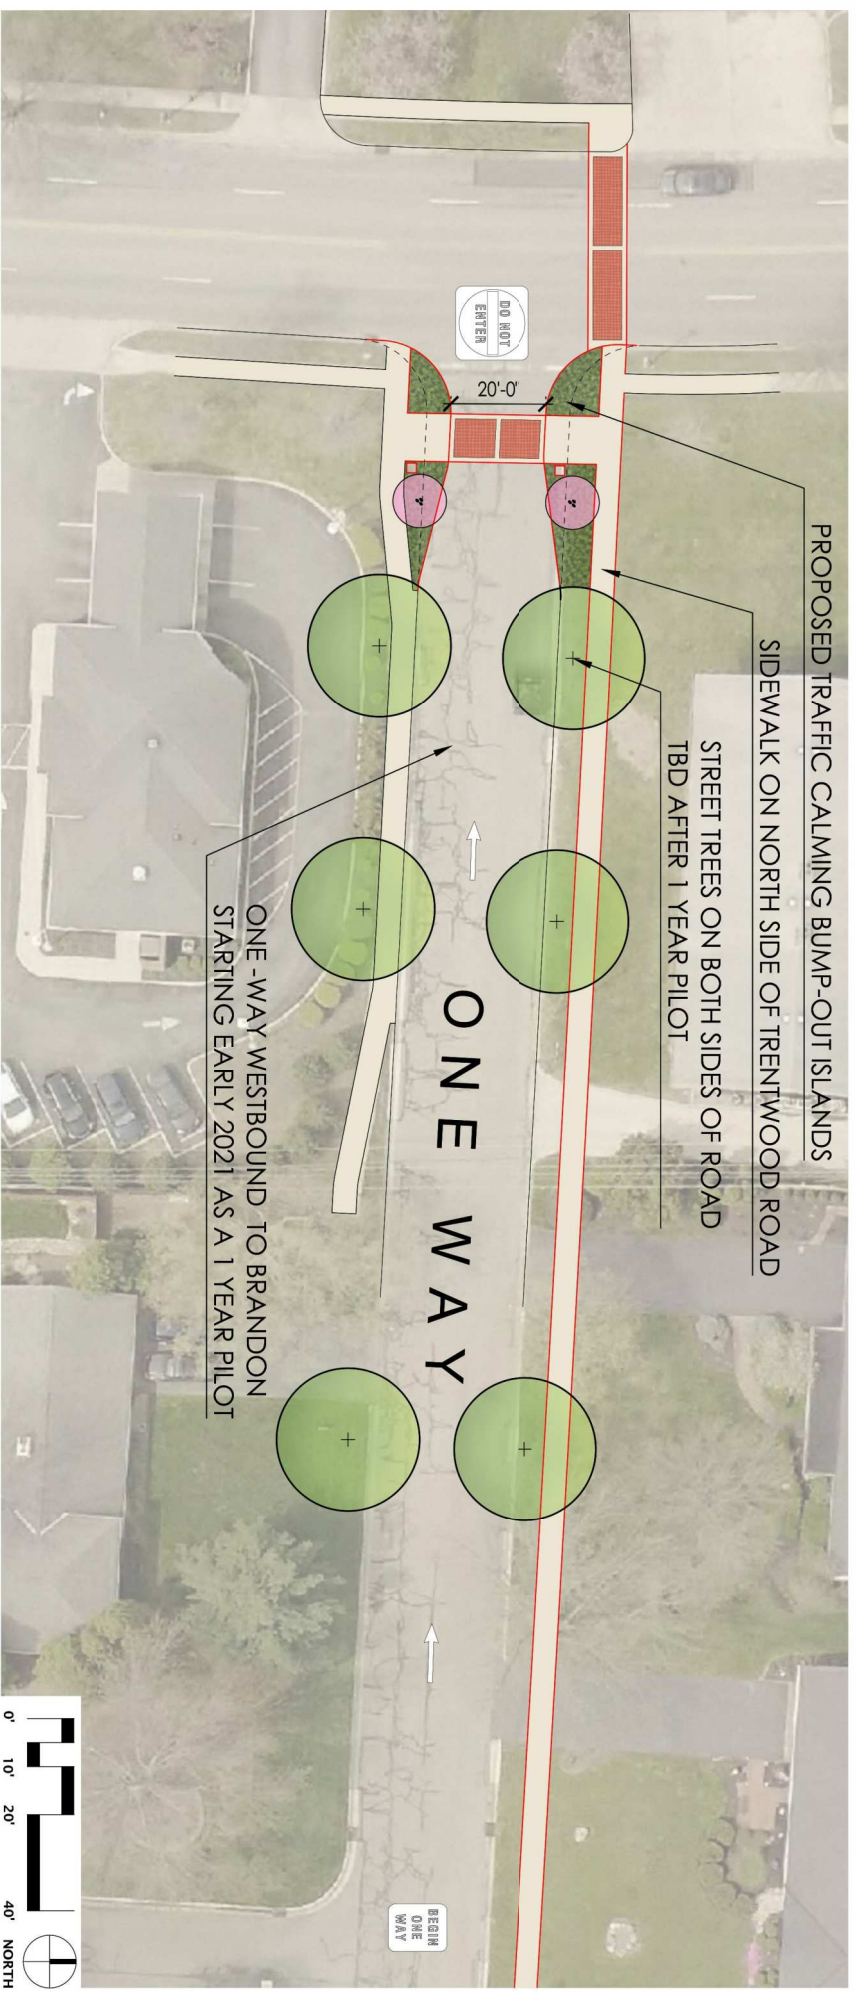 PROPOSED TRAFFIC CALMING BUMP-OUT ISLANDS
SIDEWALK ON NORTH SIDE OF TRENTWOOD ROAD
STREET TREES ON BOTH SIDES OF ROAD
TBD AFTER 1 YEAR PILOT
DO NOT
ENTER
20'-0'
ONE WAY
BEGIN
ONE
WAY
ONE -WAY WESTBOUND TO BRANDON
STARTING EARLY 2021 AS A 1 YEAR PILOT
0' 10' 20' 40' NORTH